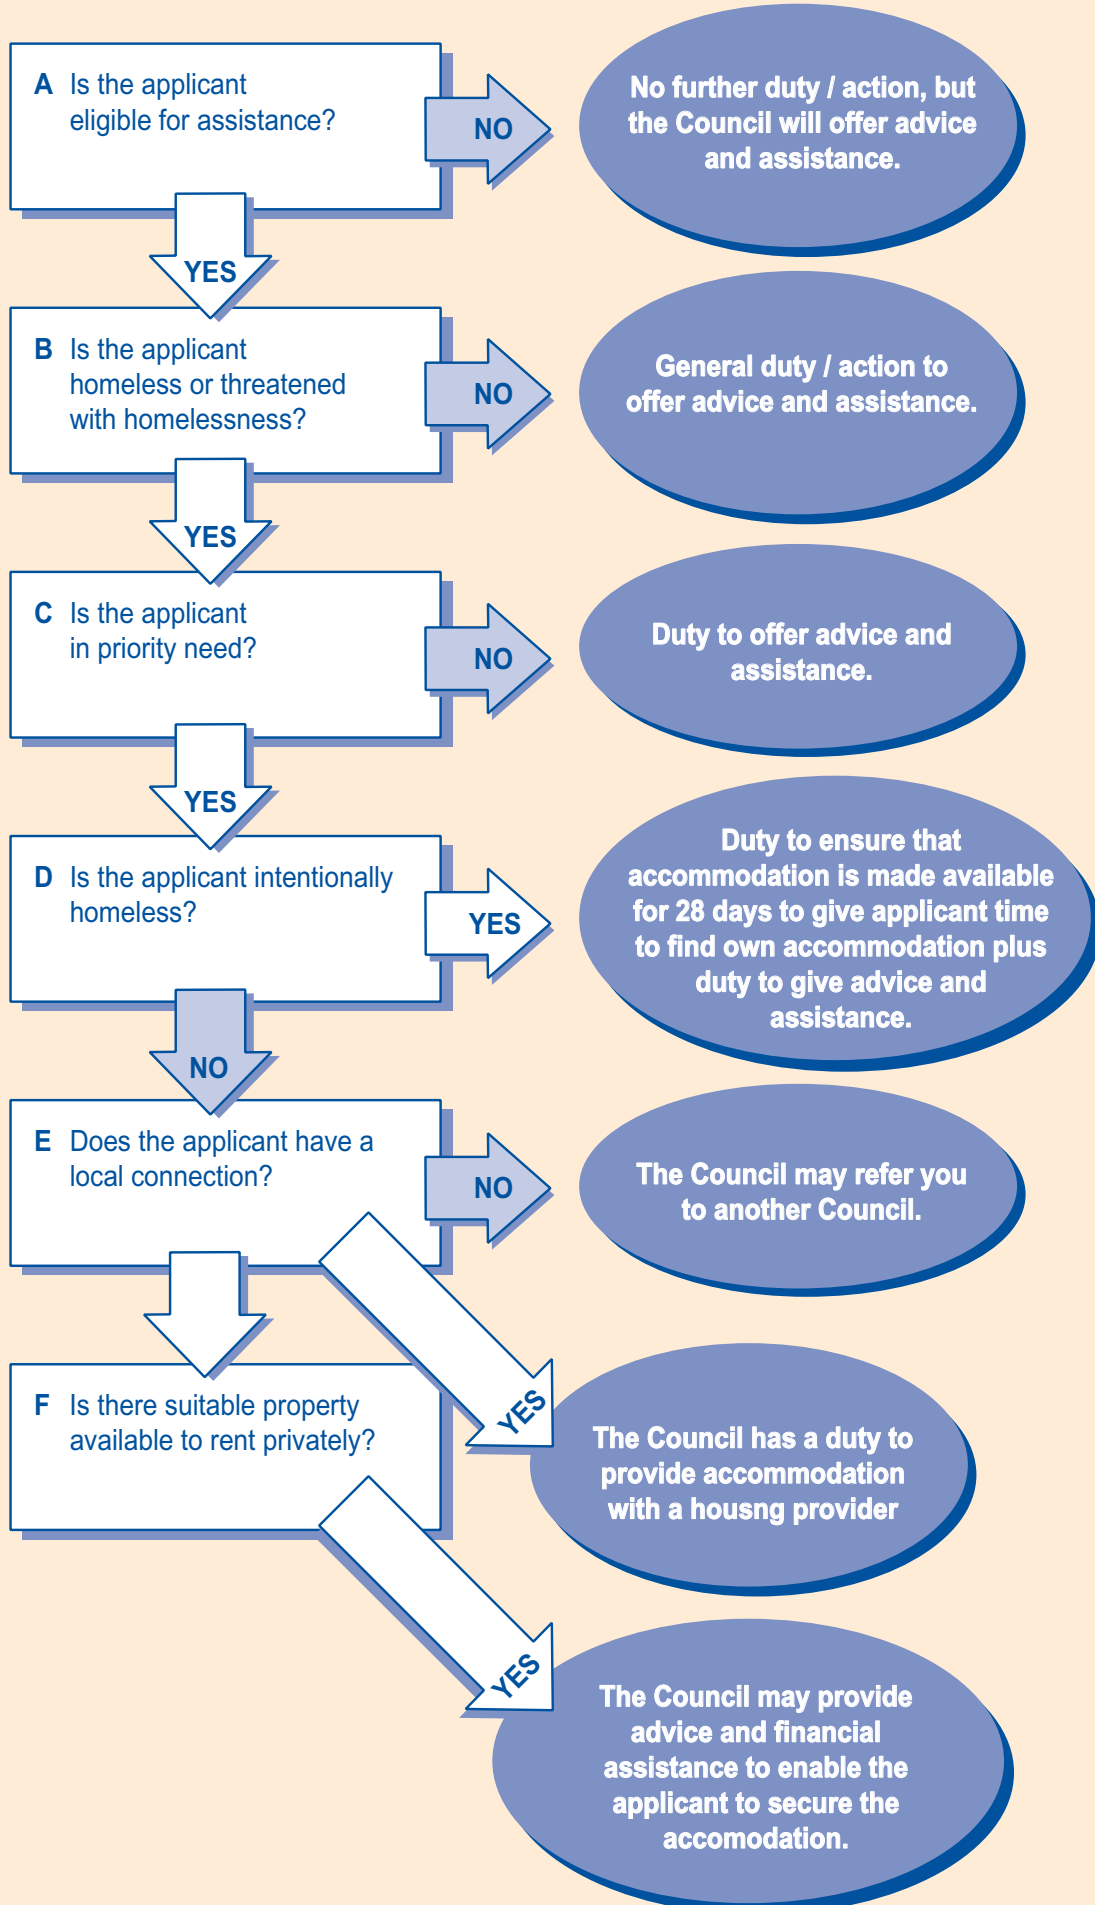 A Is the applicant
eligible for assistance?
NO
No further duty / action, but
the Council will offer advice
and assistance.
YES
B Is the applicant
homeless or threatened
with homelessness?
NO
General duty / action to
offer advice and assistance.
YES
C Is the applicant
in priority need?
NO
Duty to offer advice and
assistance.
YES
D Is the applicant intentionally
homeless?
YES
Duty to ensure that
accommodation is made available
for 28 days to give applicant time
to find own accommodation plus
duty to give advice and
assistance.
NO
E Does the applicant have a
local connection?
NO
The Council may refer you
to another Council.
YES
The Council has a duty to
provide accommodation
with a housng provider
F Is there suitable property
available to rent privately?
YES
The Council may provide
advice and financial
assistance to enable the
applicant to secure the
accomodation.